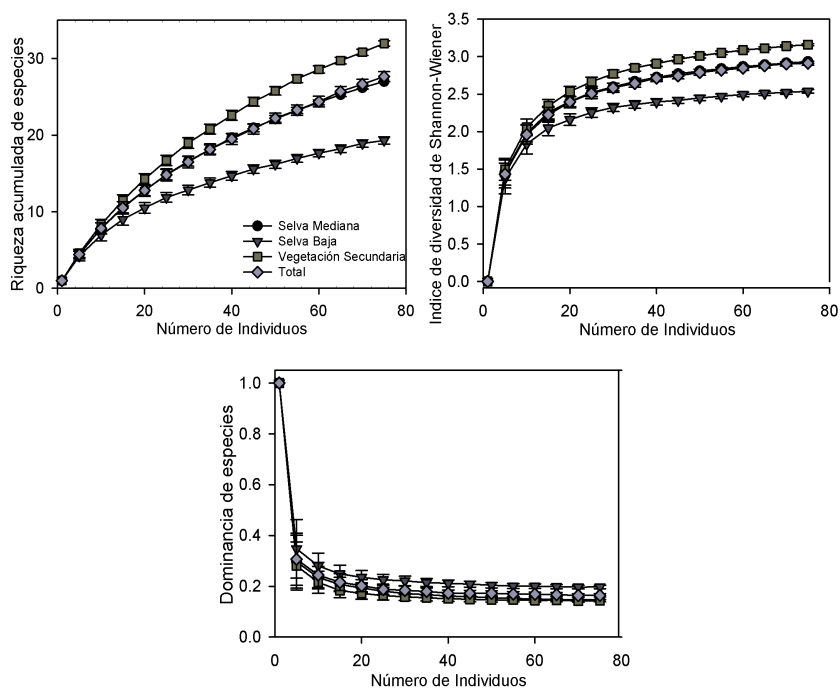 Riqueza acumulada de especies
30
20
10
0
Selva Mediana
Selva Baja
Vegetación Secundaria
Total
0 20 40 60 80
Número de Individuos
Indice de diversidad de Shannon-Wiener
3.5
3.0
2.5
2.0
1.5
1.0
0.5
0.0
0 20 40 60 80
Número de Individuos
Dominancia de especies
1.0
0.8
0.6
0.4
0.2
0.0
0 20 40 60 80
Número de Individuos